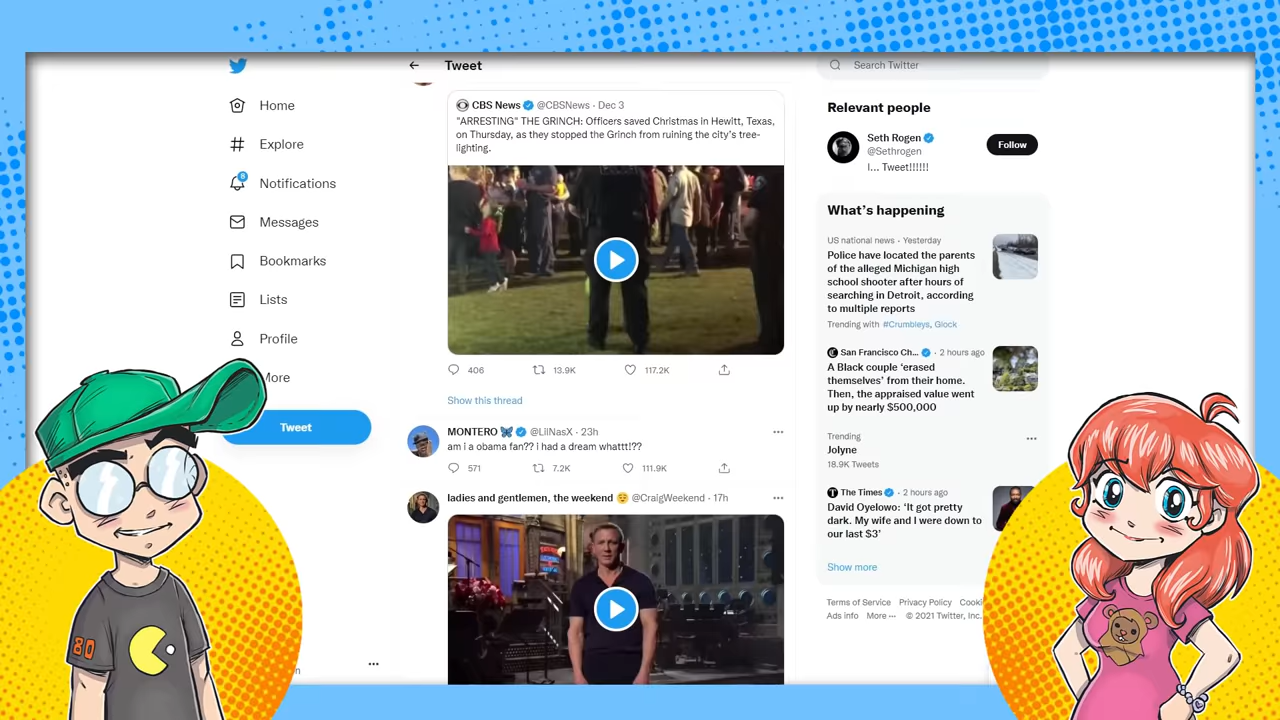 Tweet
Search Twitter
Home
Explore
8
Notifications
Messages
Bookmarks
Lists
Profile
More
Tweet
CBS News @CBSNews · Dec 3
"ARRESTING" THE GRINCH: Officers saved Christmas in Hewitt, Texas,
on Thursday, as they stopped the Grinch from ruining the city's tree-
lighting.
406 13.9K 117.2K
Show this thread
MONTERO @LilNasX · 23h
am i a obama fan?? i had a dream whattt!??
571 7.2K 111.9K
ladies and gentlemen, the weekend @CraigWeekend · 17h
Relevant people
Seth Rogen
@Sethrogen
Follow
I... Tweet!!!!!!
What's happening
US national news · Yesterday
Police have located the parents
of the alleged Michigan high
school shooter after hours of
searching in Detroit, according
to multiple reports
Trending with #Crumbleys, Glock
San Francisco Ch... · 2 hours ago
A Black couple 'erased
themselves' from their home.
Then, the appraised value went
up by nearly $500,000
Trending
Jolyne
18.9K Tweets
The Times · 2 hours ago
David Oyelowo: 'It got pretty
dark. My wife and I were down to
our last $3'
Show more
Terms of Service Privacy Policy Cooki
Ads info More ··· © 2021 Twitter, Inc.
80